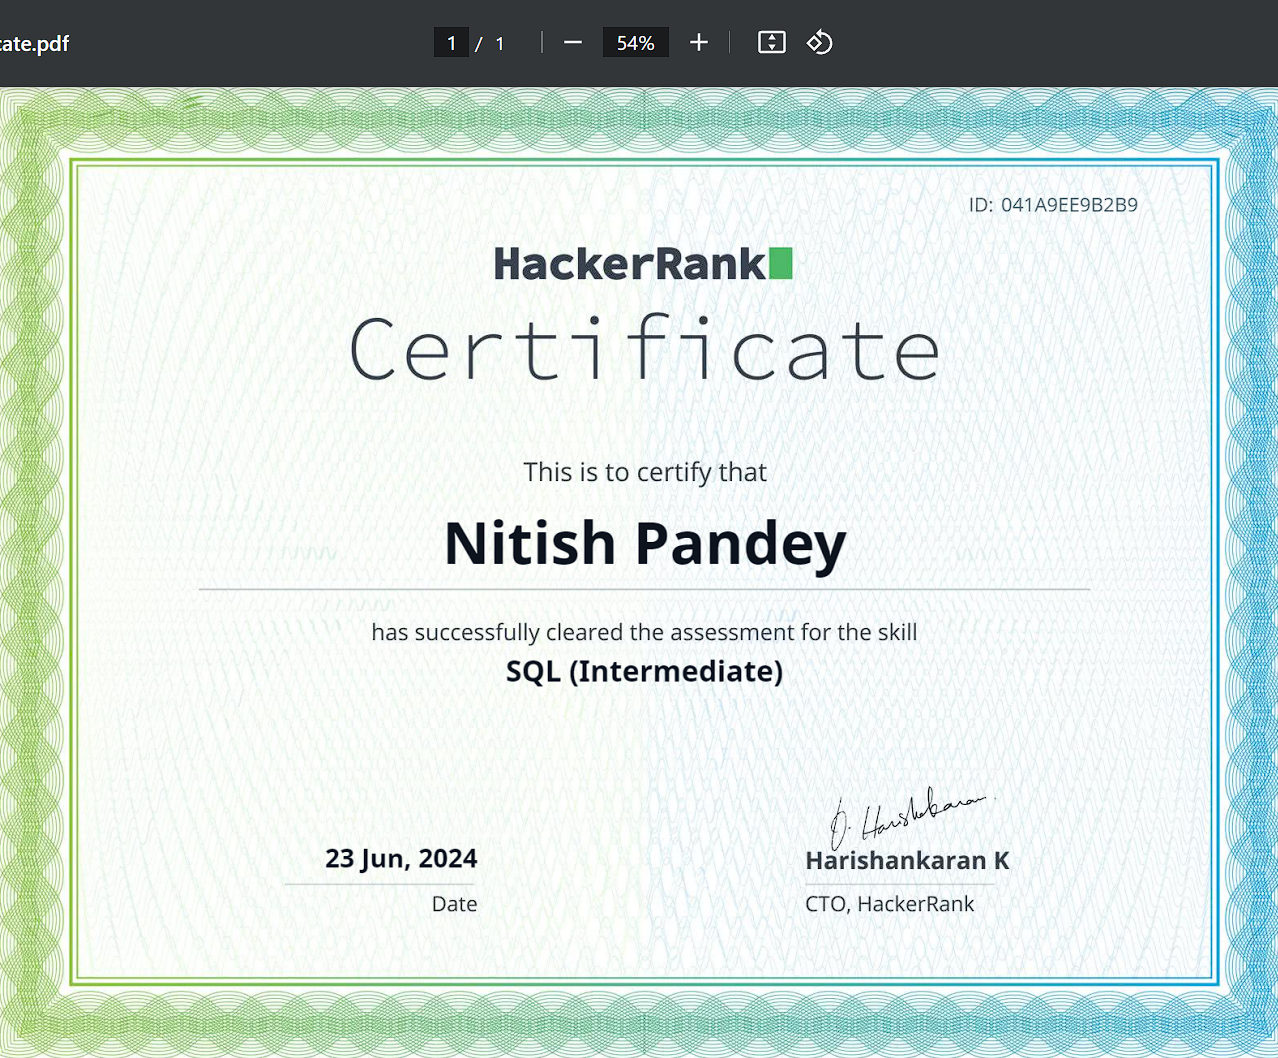 cate.pdf
1 / 1
54%
ID: 041A9EE9B2B9
HackerRank
Certificate
This is to certify that
Nitish Pandey
has successfully cleared the assessment for the skill
SQL (Intermediate)
23 Jun, 2024
Date
Harishankaran K
CTO, HackerRank